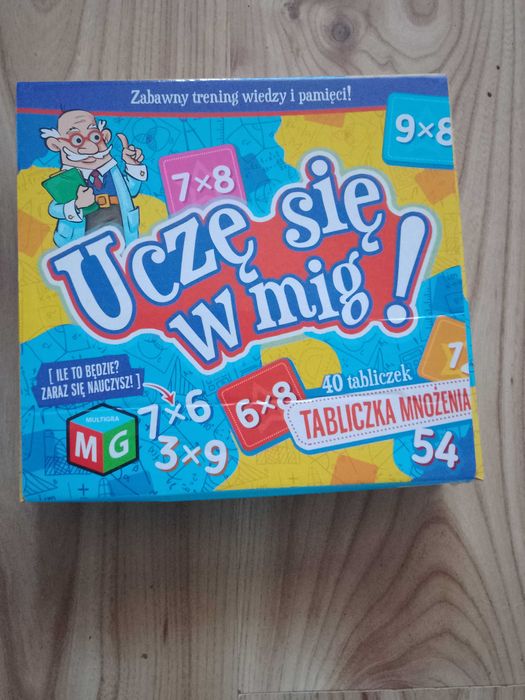 Zabawny trening wiedzy i pamięci!
9×8
7×8
Uczę się
w mig!
[ ILE TO BĘDZIE?
ZARAZ SIĘ NAUCZYSZ! ]
40 tabliczek
7
7×6
6×8
TABLICZKA MNOŻENIA
MULTIGRA
MG
3×9
54